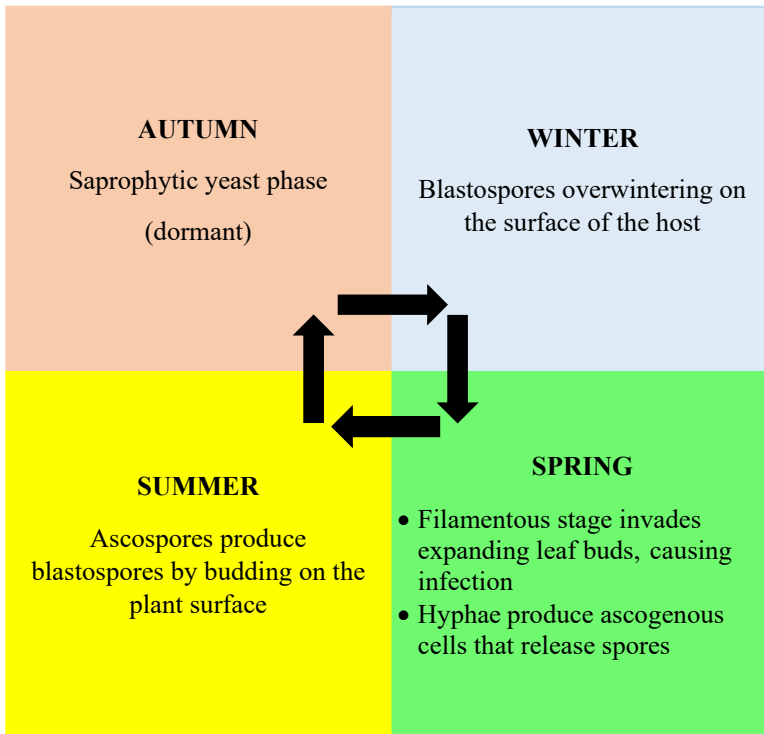 AUTUMN
Saprophytic yeast phase
(dormant)
WINTER
Blastospores overwintering on
the surface of the host
SUMMER
Ascospores produce
blastospores by budding on the
plant surface
SPRING
• Filamentous stage invades
expanding leaf buds, causing
infection
• Hyphae produce ascogenous
cells that release spores